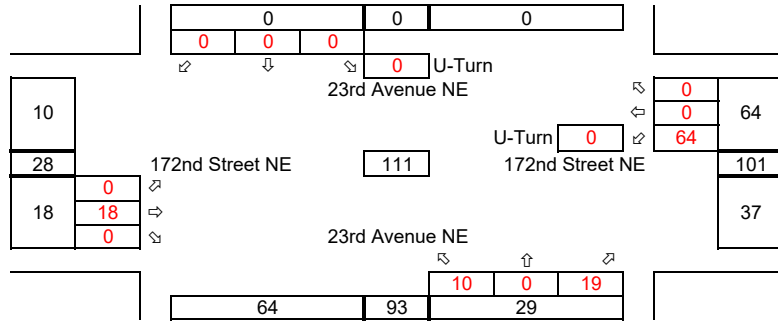 0 0 0
0 0 0
⬃ ⇩ ⬂ 0 U-Turn
23rd Avenue NE
10 ⬁ 0 64
⇦ 0
U-Turn 0 ⬃ 64
28 172nd Street NE 111 172nd Street NE 101
18 0 ⬀ 37
18 ⇨
0 ⬂ 23rd Avenue NE
⬁ ⇧ ⬀
10 0 19
64 93 29